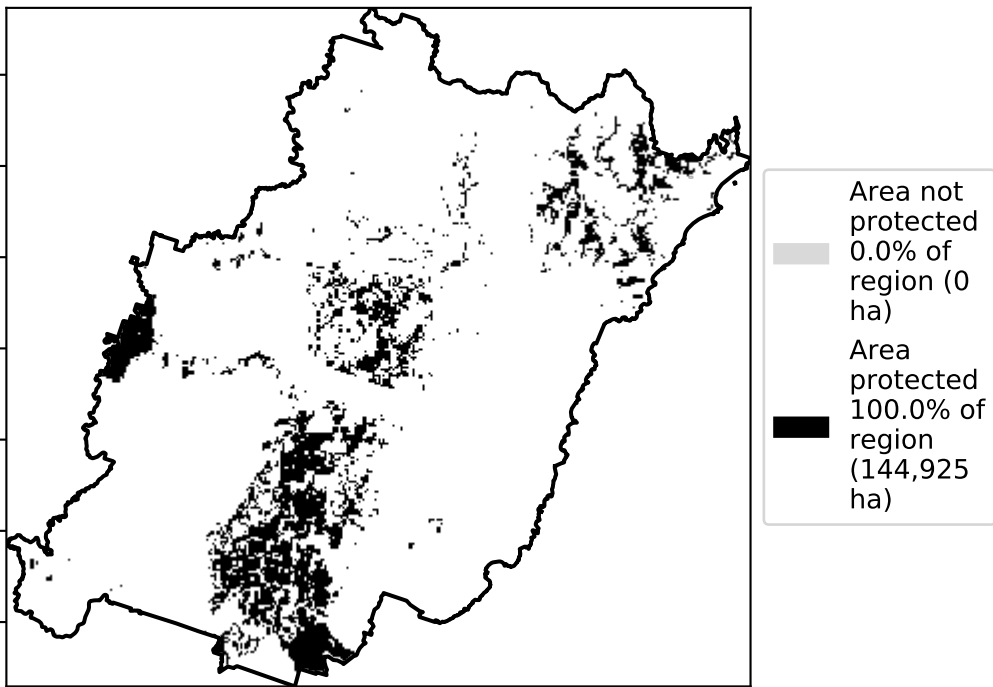 Area not
protected
0.0% of
region (0
ha)
Area
protected
100.0% of
region
(144,925
ha)